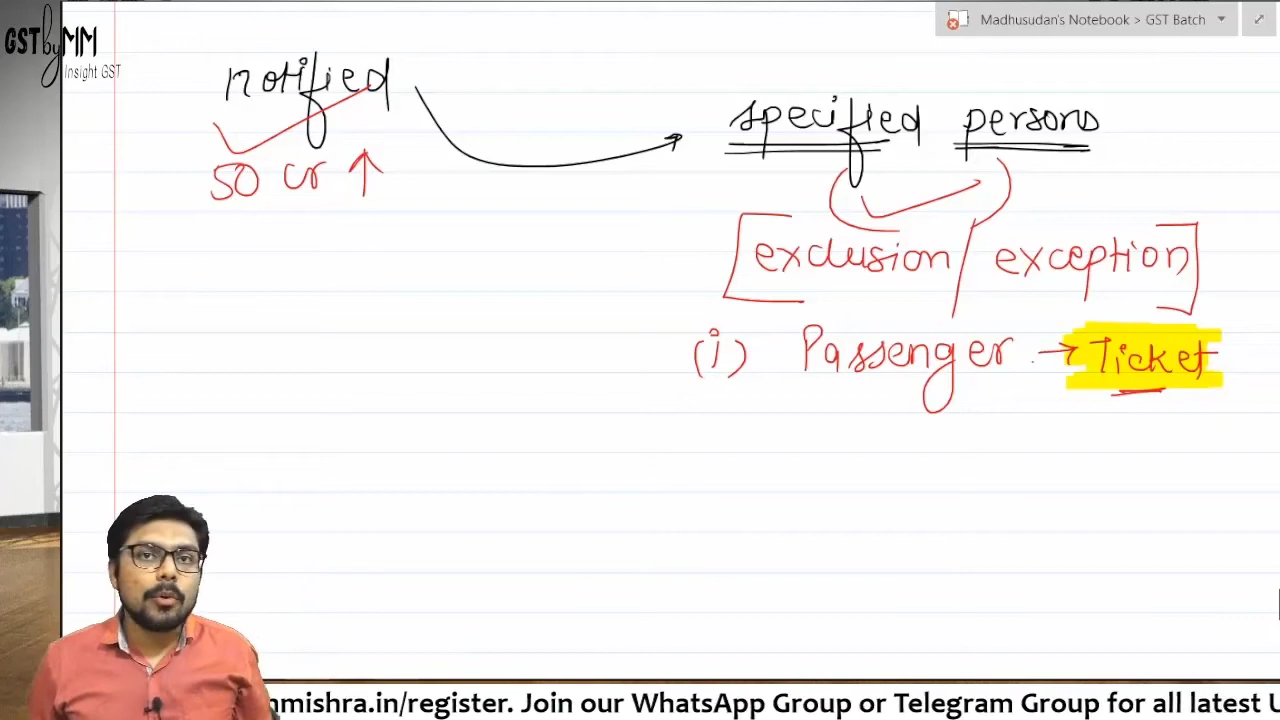 GST by MM
Insight GST
Madhusudan's Notebook > GST Batch
notified
50 cr ↑
specified persons
[exclusion / exception]
(i) Passenger → Ticket
mmishra.in/register. Join our WhatsApp Group or Telegram Group for all latest U